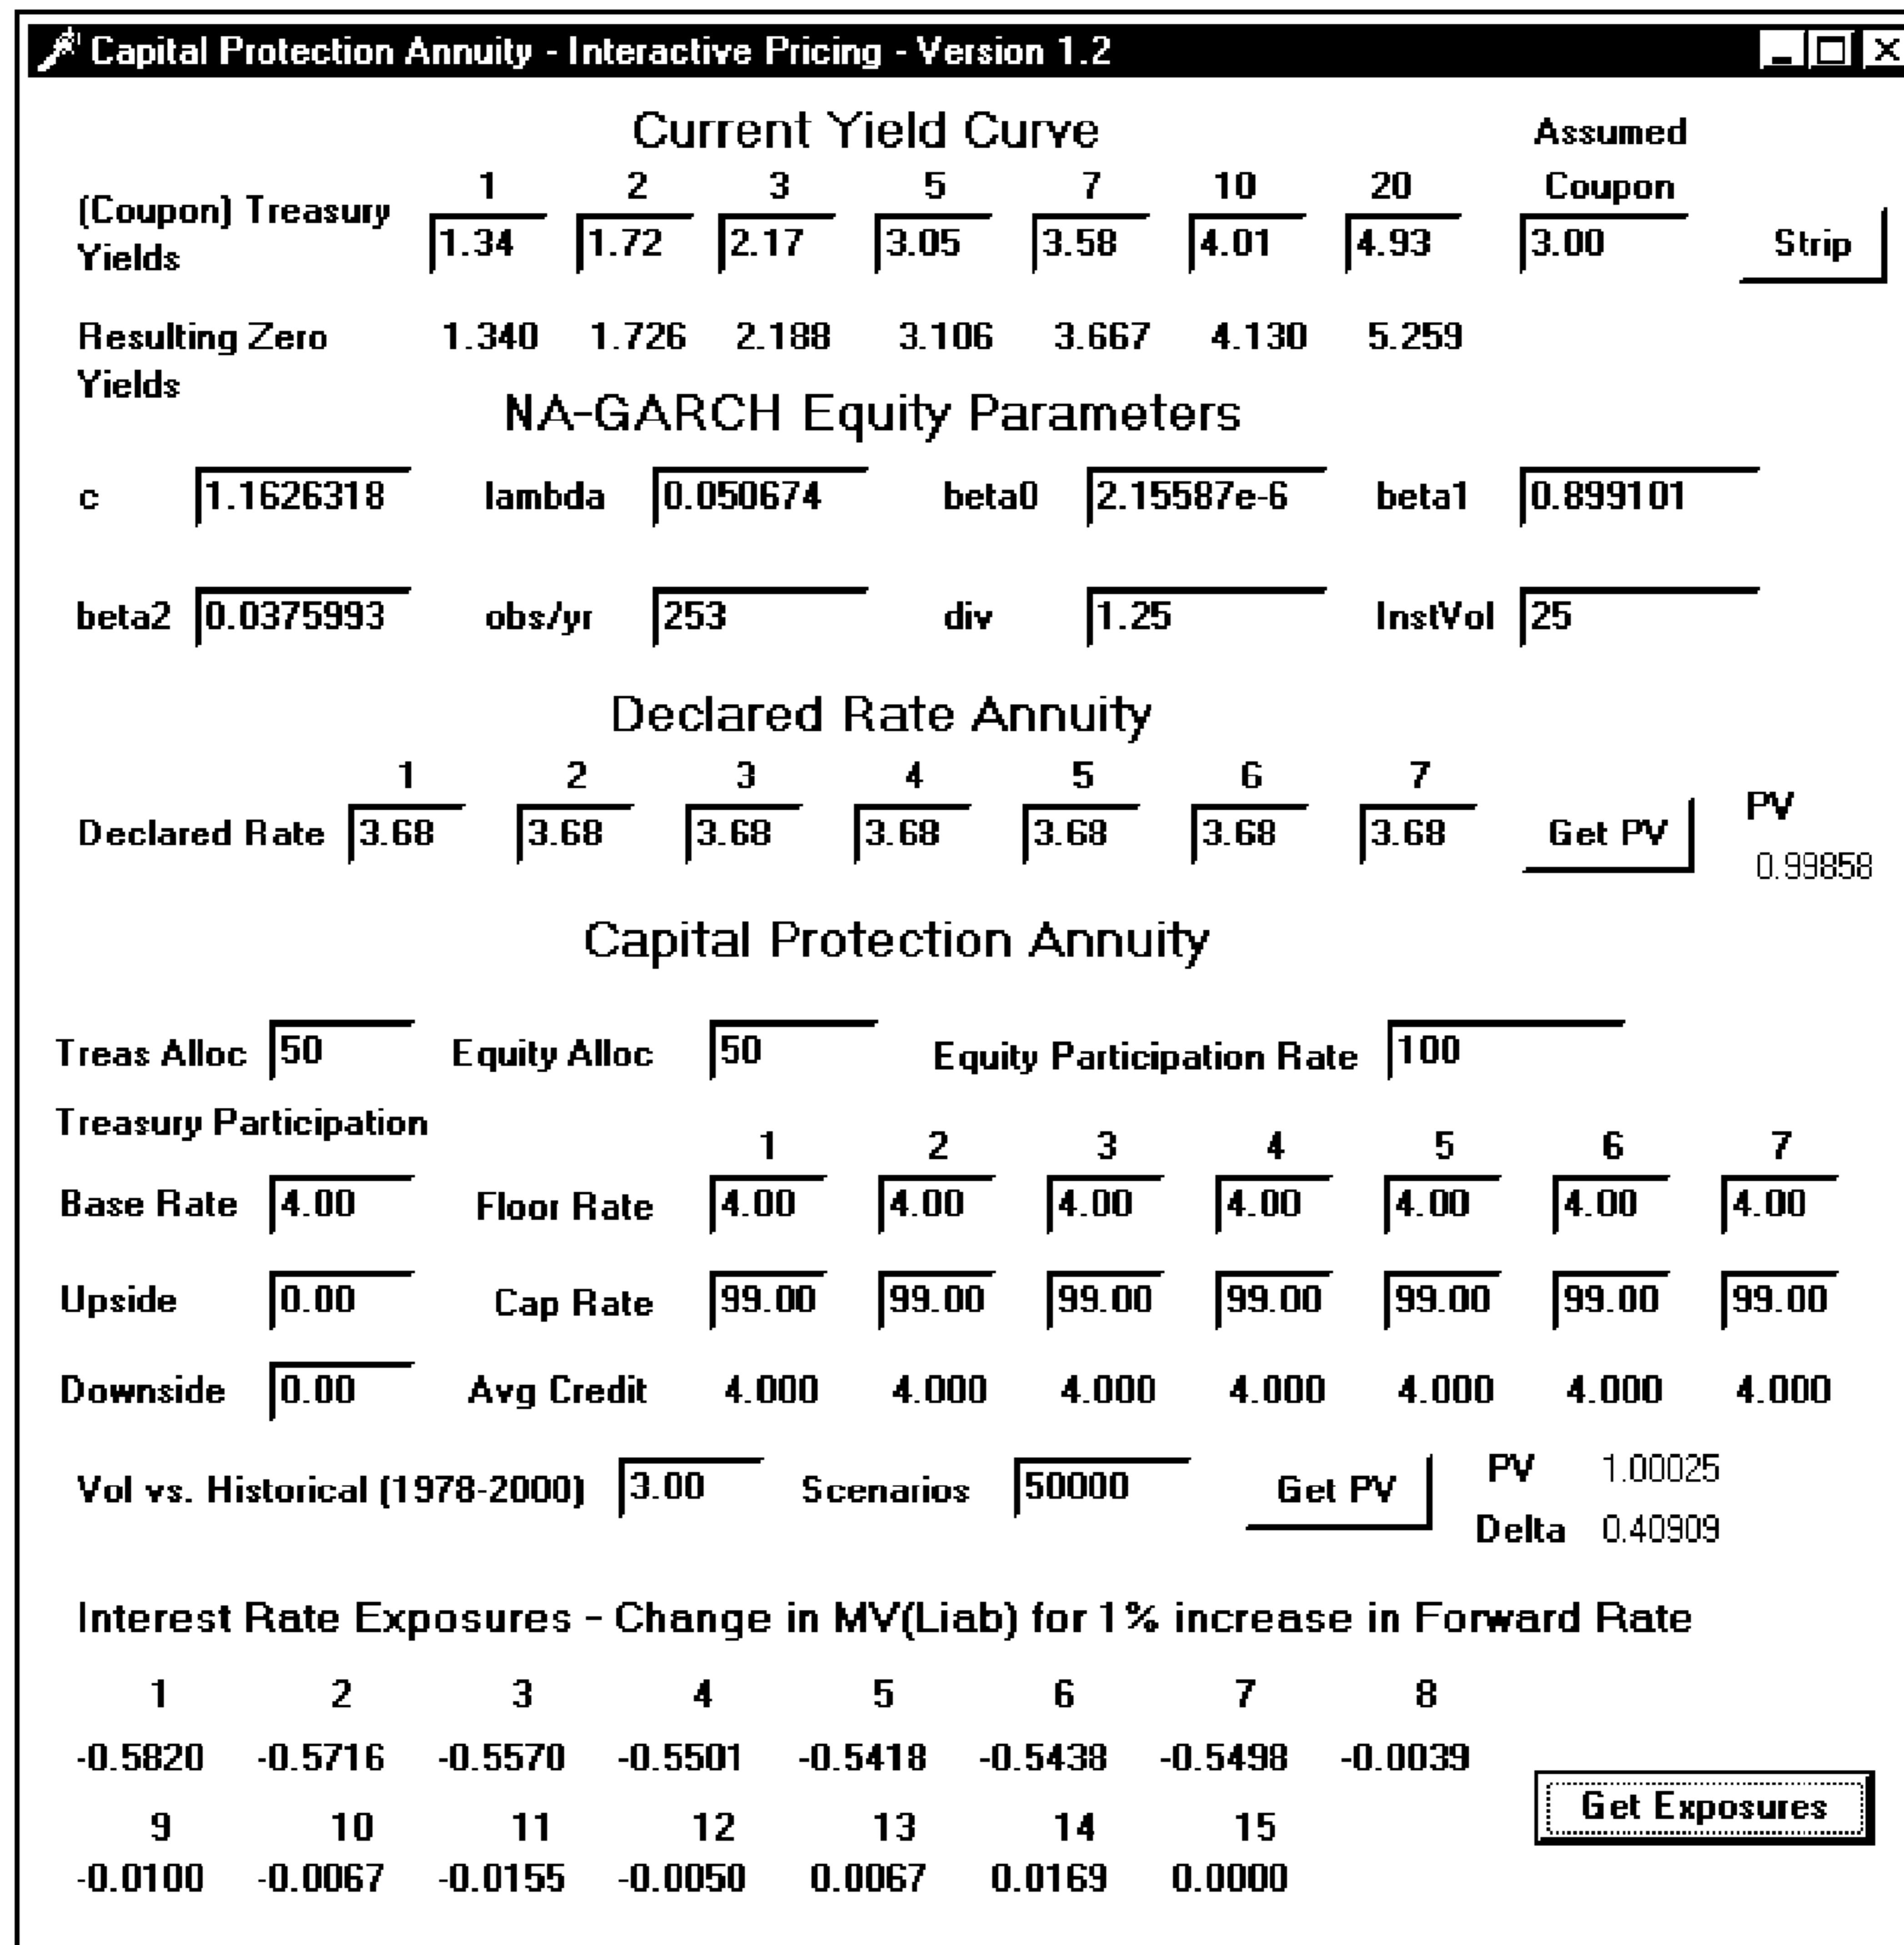 Capital Protection Annuity - Interactive Pricing - Version 1.2
Current Yield Curve
Assumed
1 2 3 5 7 10 20 Coupon
(Coupon) Treasury Yields 1.34 1.72 2.17 3.05 3.58 4.01 4.93 3.00 Strip
Resulting Zero Yields 1.340 1.726 2.188 3.106 3.667 4.130 5.259
NA-GARCH Equity Parameters
c 1.1626318 lambda 0.050674 beta0 2.15587e-6 beta1 0.899101
beta2 0.0375993 obs/yr 253 div 1.25 InstVol 25
Declared Rate Annuity
1 2 3 4 5 6 7
Declared Rate 3.68 3.68 3.68 3.68 3.68 3.68 3.68 Get PV PV
0.99858
Capital Protection Annuity
Treas Alloc 50 Equity Alloc 50 Equity Participation Rate 100
Treasury Participation
1 2 3 4 5 6 7
Base Rate 4.00 Floor Rate 4.00 4.00 4.00 4.00 4.00 4.00 4.00
Upside 0.00 Cap Rate 99.00 99.00 99.00 99.00 99.00 99.00 99.00
Downside 0.00 Avg Credit 4.000 4.000 4.000 4.000 4.000 4.000 4.000
Vol vs. Historical (1978-2000) 3.00 Scenarios 50000 Get PV PV 1.00025
Delta 0.40909
Interest Rate Exposures - Change in MV(Liab) for 1% increase in Forward Rate
1 2 3 4 5 6 7 8
-0.5820 -0.5716 -0.5570 -0.5501 -0.5418 -0.5438 -0.5498 -0.0039
Get Exposures
9 10 11 12 13 14 15
-0.0100 -0.0067 -0.0155 -0.0050 0.0067 0.0169 0.0000